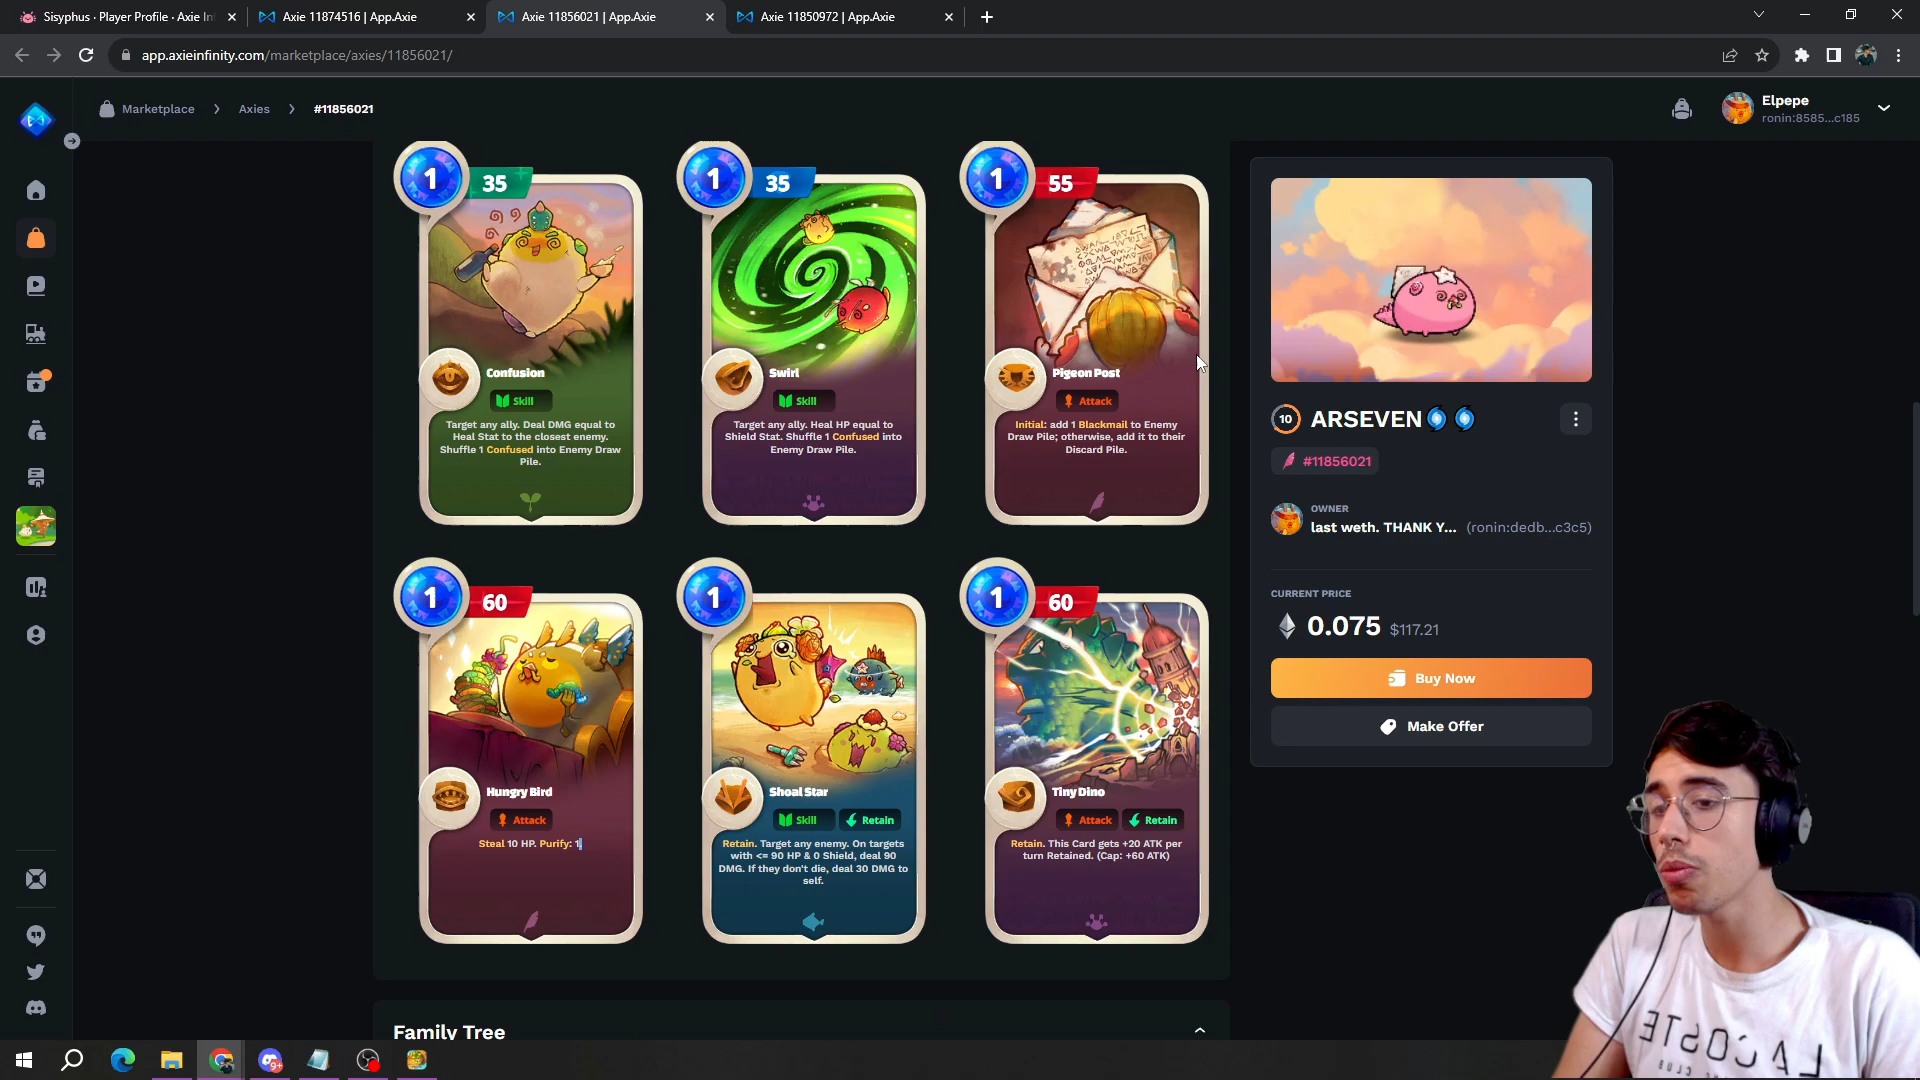 Sisyphus - Player Profile · Axie In
Axie 11874516 | App.Axie
Axie 11856021 | App.Axie
Axie 11850972 | App.Axie
app.axieinfinity.com/marketplace/axies/11856021/
Marketplace
Axies
#11856021
Elpepe
ronin:8585...c185
1
35
Confusion
Skill
Target any ally. Deal DMG equal to
Heal Stat to the closest enemy.
Shuffle 1 Confused into Enemy Draw
Pile.
1
35
Swirl
Skill
Target any ally. Heal HP equal to
Shield Stat. Shuffle 1 Confused into
Enemy Draw Pile.
1
55
Pigeon Post
Attack
Initial: add 1 Blackmail to Enemy
Draw Pile; otherwise, add it to their
Discard Pile.
1
60
Hungry Bird
Attack
Steal 10 HP. Purify: 1.
1
Shoal Star
Skill
Retain
Retain. Target any enemy. On targets
with <= 90 HP & 0 Shield, deal 90
DMG. If they don't die, deal 30 DMG to
self.
1
60
Tiny Dino
Attack
Retain
Retain. This Card gets +20 ATK per
turn Retained. (Cap: +60 ATK)
Family Tree
10
ARSEVEN🌀 🌀
#11856021
OWNER
last weth. THANK Y... (ronin:dedb...c3c5)
CURRENT PRICE
0.075 $117.21
Buy Now
Make Offer
9+
LACOSTE